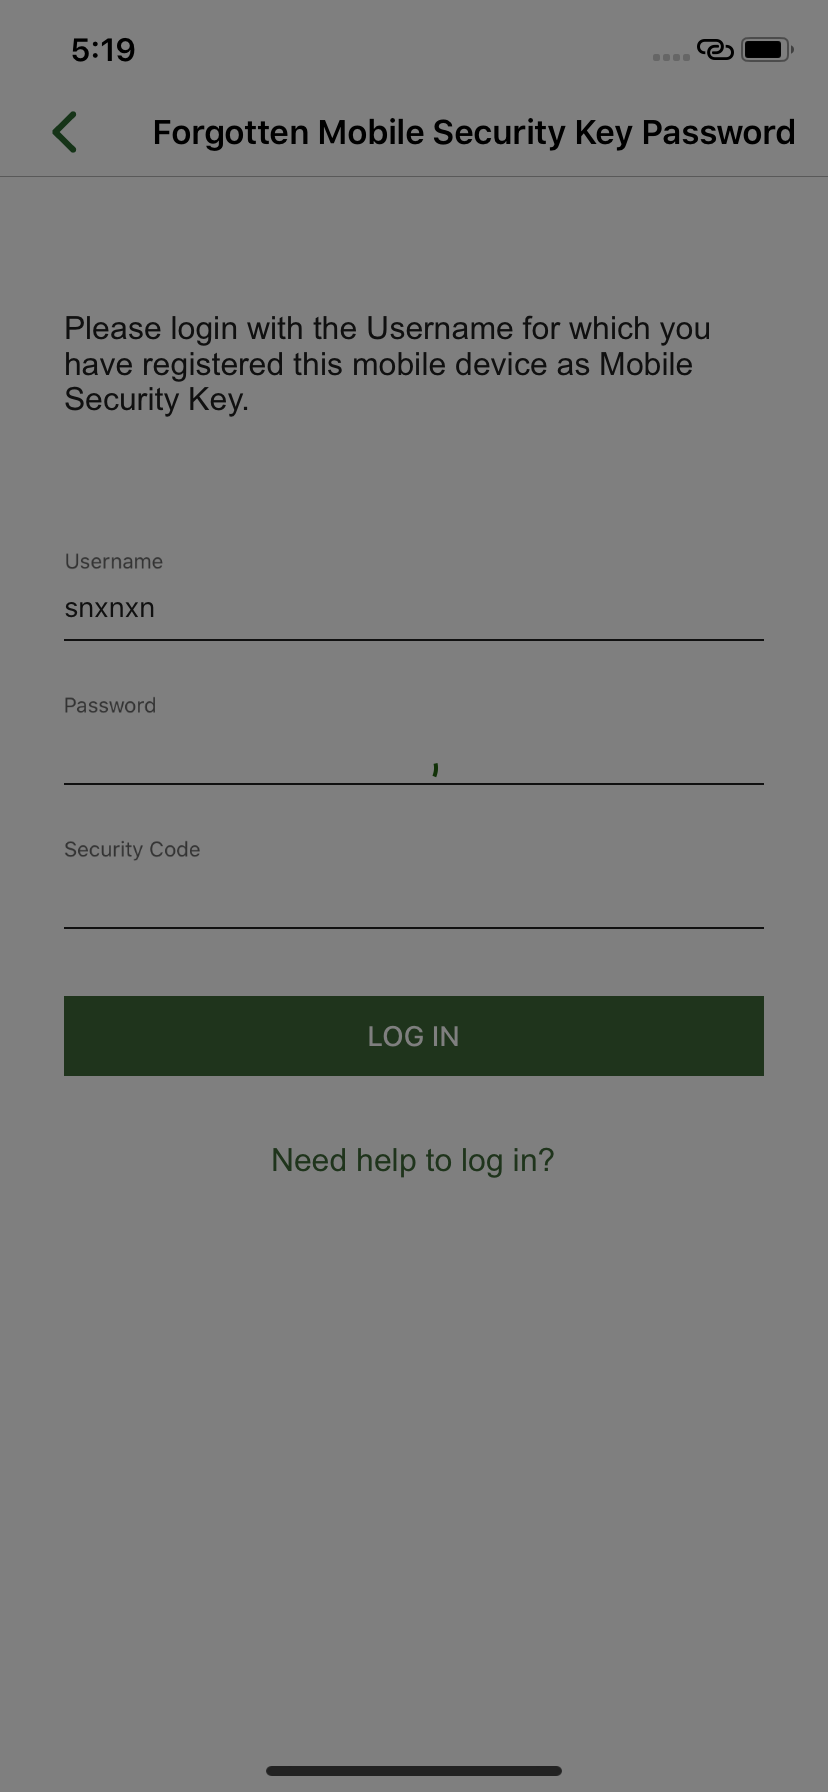 5:19
Forgotten Mobile Security Key Password
Please login with the Username for which you
have registered this mobile device as Mobile
Security Key.
Username
snxnxn
Password
Security Code
LOG IN
Need help to log in?